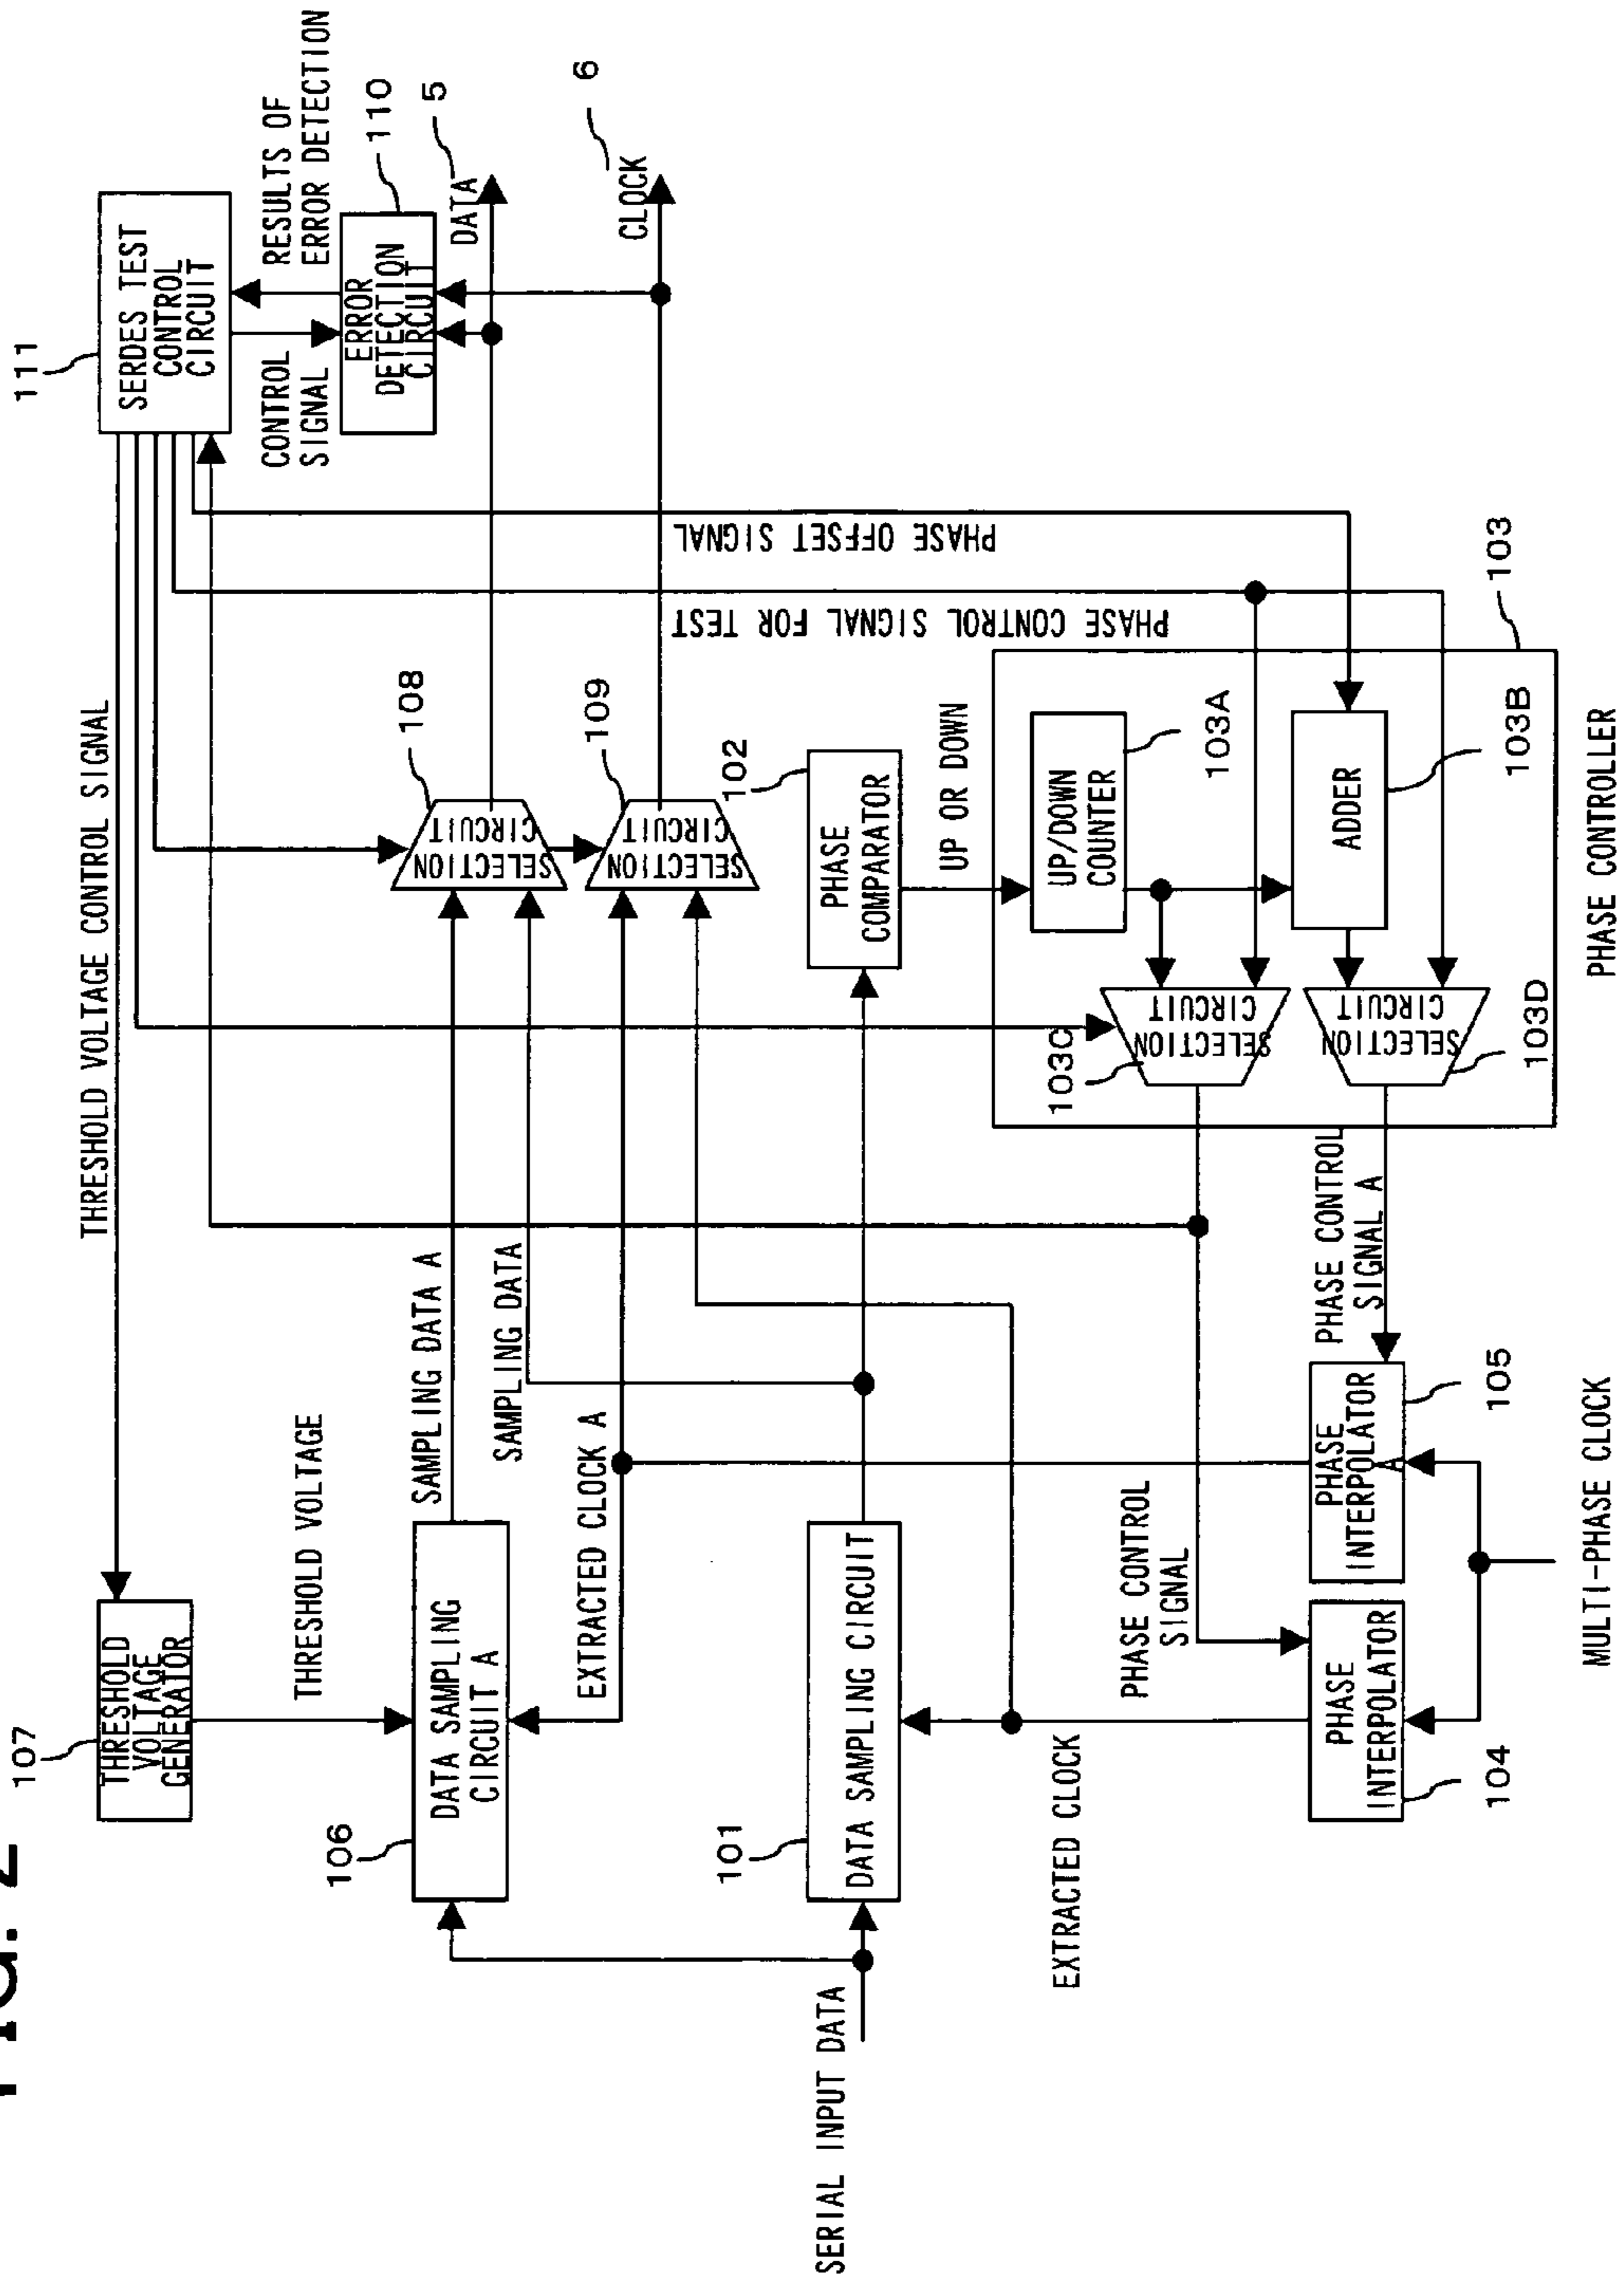 FIG. 2
107
THRESHOLD
VOLTAGE
GENERATOR
THRESHOLD VOLTAGE CONTROL SIGNAL
111
SERDES TEST
CONTROL
CIRCUIT
THRESHOLD VOLTAGE
CONTROL
SIGNAL
RESULTS OF
ERROR DETECTION
ERROR
DETECTION
CIRCUIT
110
106
DATA SAMPLING
CIRCUIT A
SAMPLING DATA A
SAMPLING DATA
108
SELECTION
CIRCUIT
DATA
5
EXTRACTED CLOCK A
109
SELECTION
CIRCUIT
CLOCK
6
PHASE OFFSET SIGNAL
PHASE CONTROL SIGNAL FOR TEST
SERIAL INPUT DATA
101
DATA SAMPLING CIRCUIT
102
PHASE
COMPARATOR
UP OR DOWN
EXTRACTED CLOCK
PHASE CONTROL
SIGNAL
103C
SELECTION
CIRCUIT
UP/DOWN
COUNTER
103A
103
104
PHASE
INTERPOLATOR
PHASE
INTERPOLATOR
A
105
PHASE CONTROL
SIGNAL A
SELECTION
CIRCUIT
103D
ADDER
103B
MULTI-PHASE CLOCK
PHASE CONTROLLER